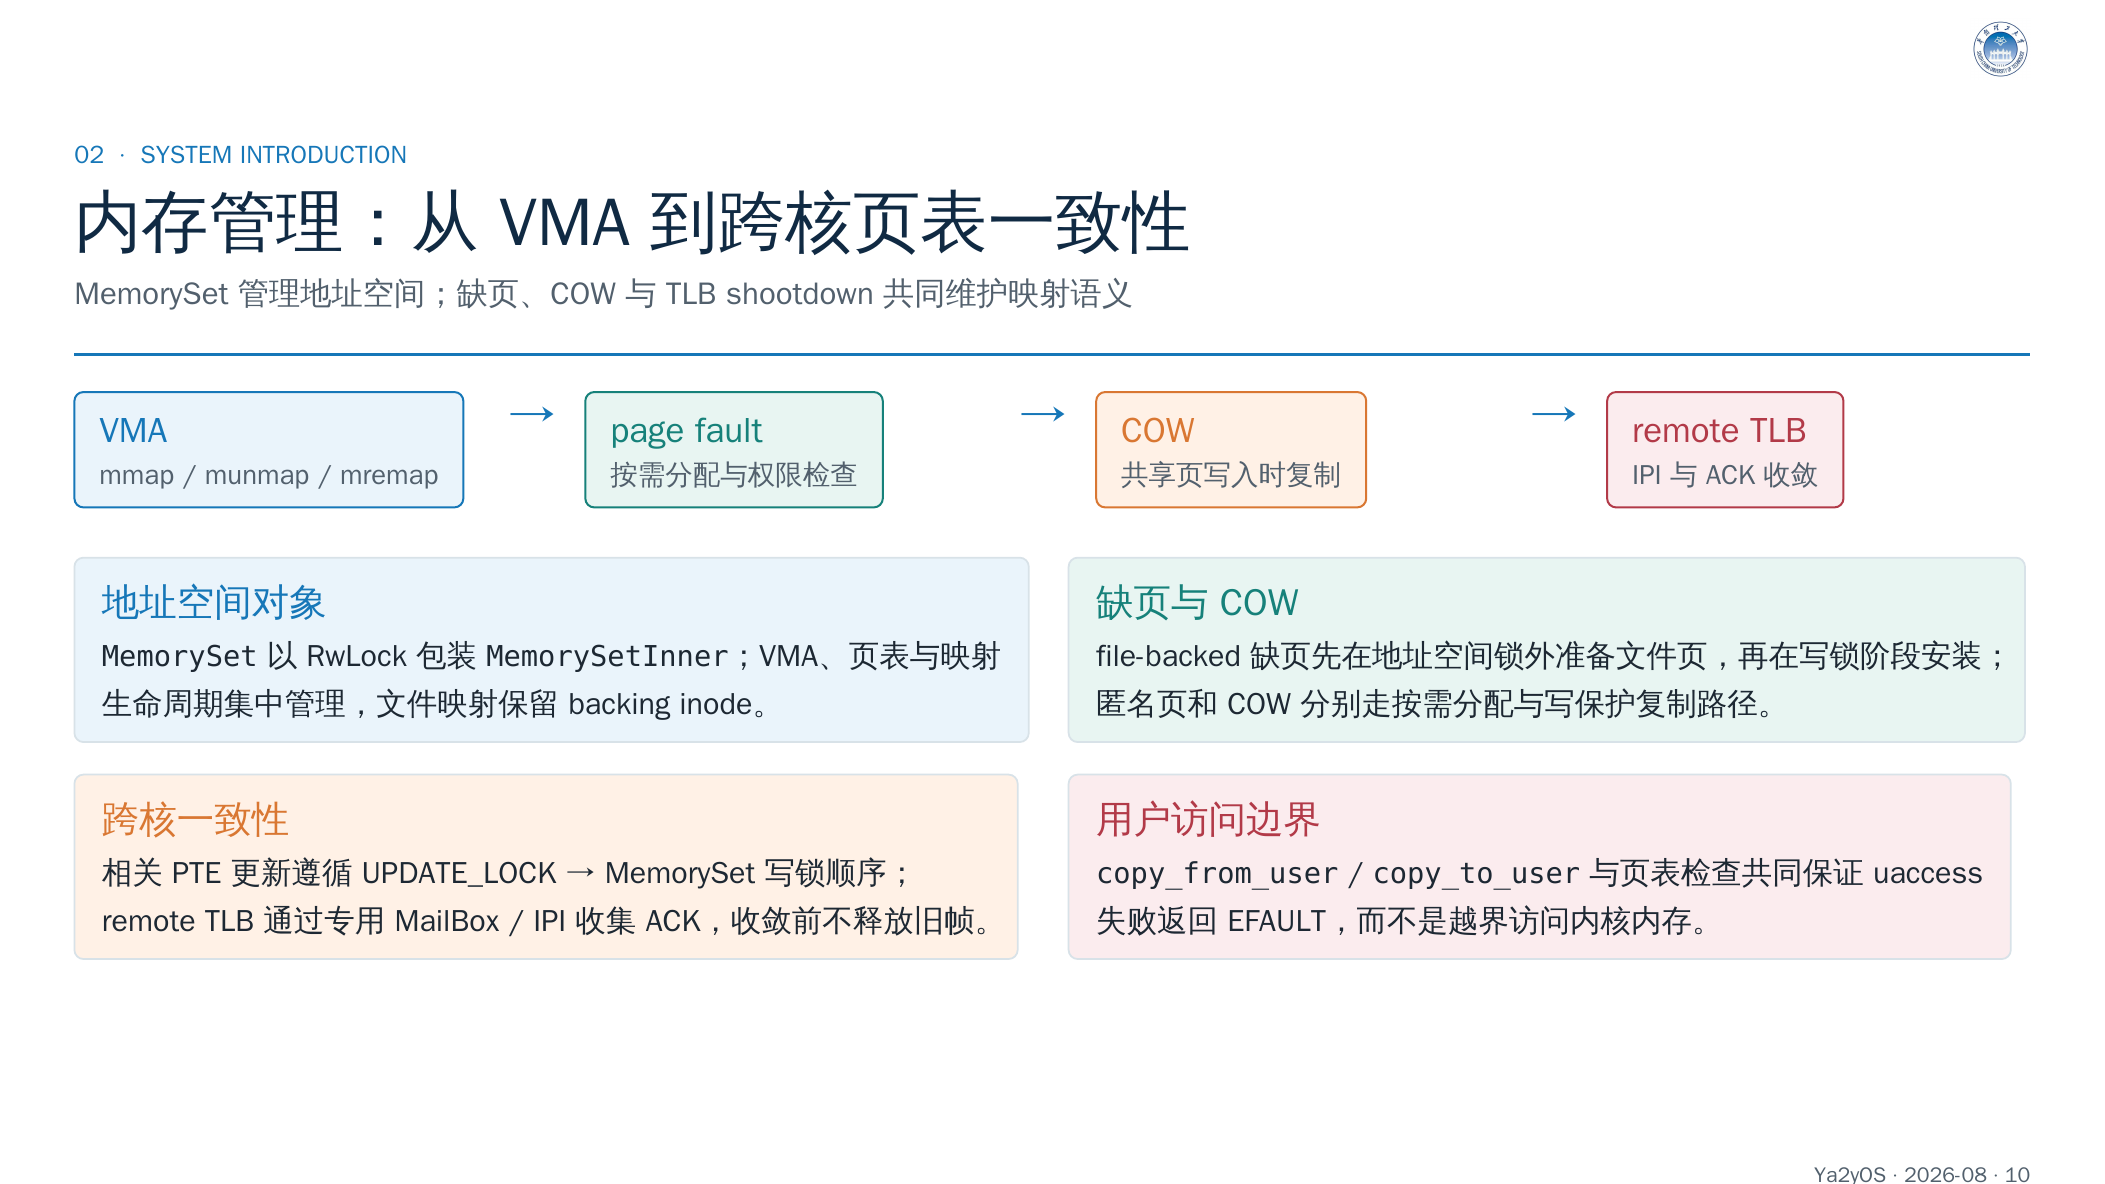 02 · SYSTEM INTRODUCTION
内存管理：从 VMA 到跨核页表一致性
MemorySet 管理地址空间；缺页、COW 与 TLB shootdown 共同维护映射语义
VMA
mmap / munmap / mremap
→
page fault
按需分配与权限检查
→
COW
共享页写入时复制
→
remote TLB
IPI 与 ACK 收敛
地址空间对象
MemorySet 以 RwLock 包装 MemorySetInner；VMA、页表与映射
生命周期集中管理，文件映射保留 backing inode。
缺页与 COW
file-backed 缺页先在地址空间锁外准备文件页，再在写锁阶段安装；
匿名页和 COW 分别走按需分配与写保护复制路径。
跨核一致性
相关 PTE 更新遵循 UPDATE_LOCK → MemorySet 写锁顺序；
remote TLB 通过专用 MailBox / IPI 收集 ACK，收敛前不释放旧帧。
用户访问边界
copy_from_user / copy_to_user 与页表检查共同保证 uaccess
失败返回 EFAULT，而不是越界访问内核内存。
Ya2yOS · 2026-08 · 10